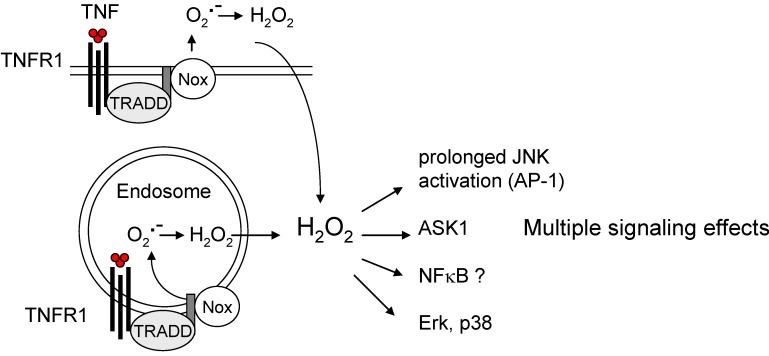 TNF
O₂·⁻ → H₂O₂
TNFR1
Nox
TRADD
Endosome
O₂·⁻ → H₂O₂ → H₂O₂
prolonged JNK
activation (AP-1)
ASK1
Multiple signaling effects
NFκB ?
Erk, p38
TNFR1
Nox
TRADD